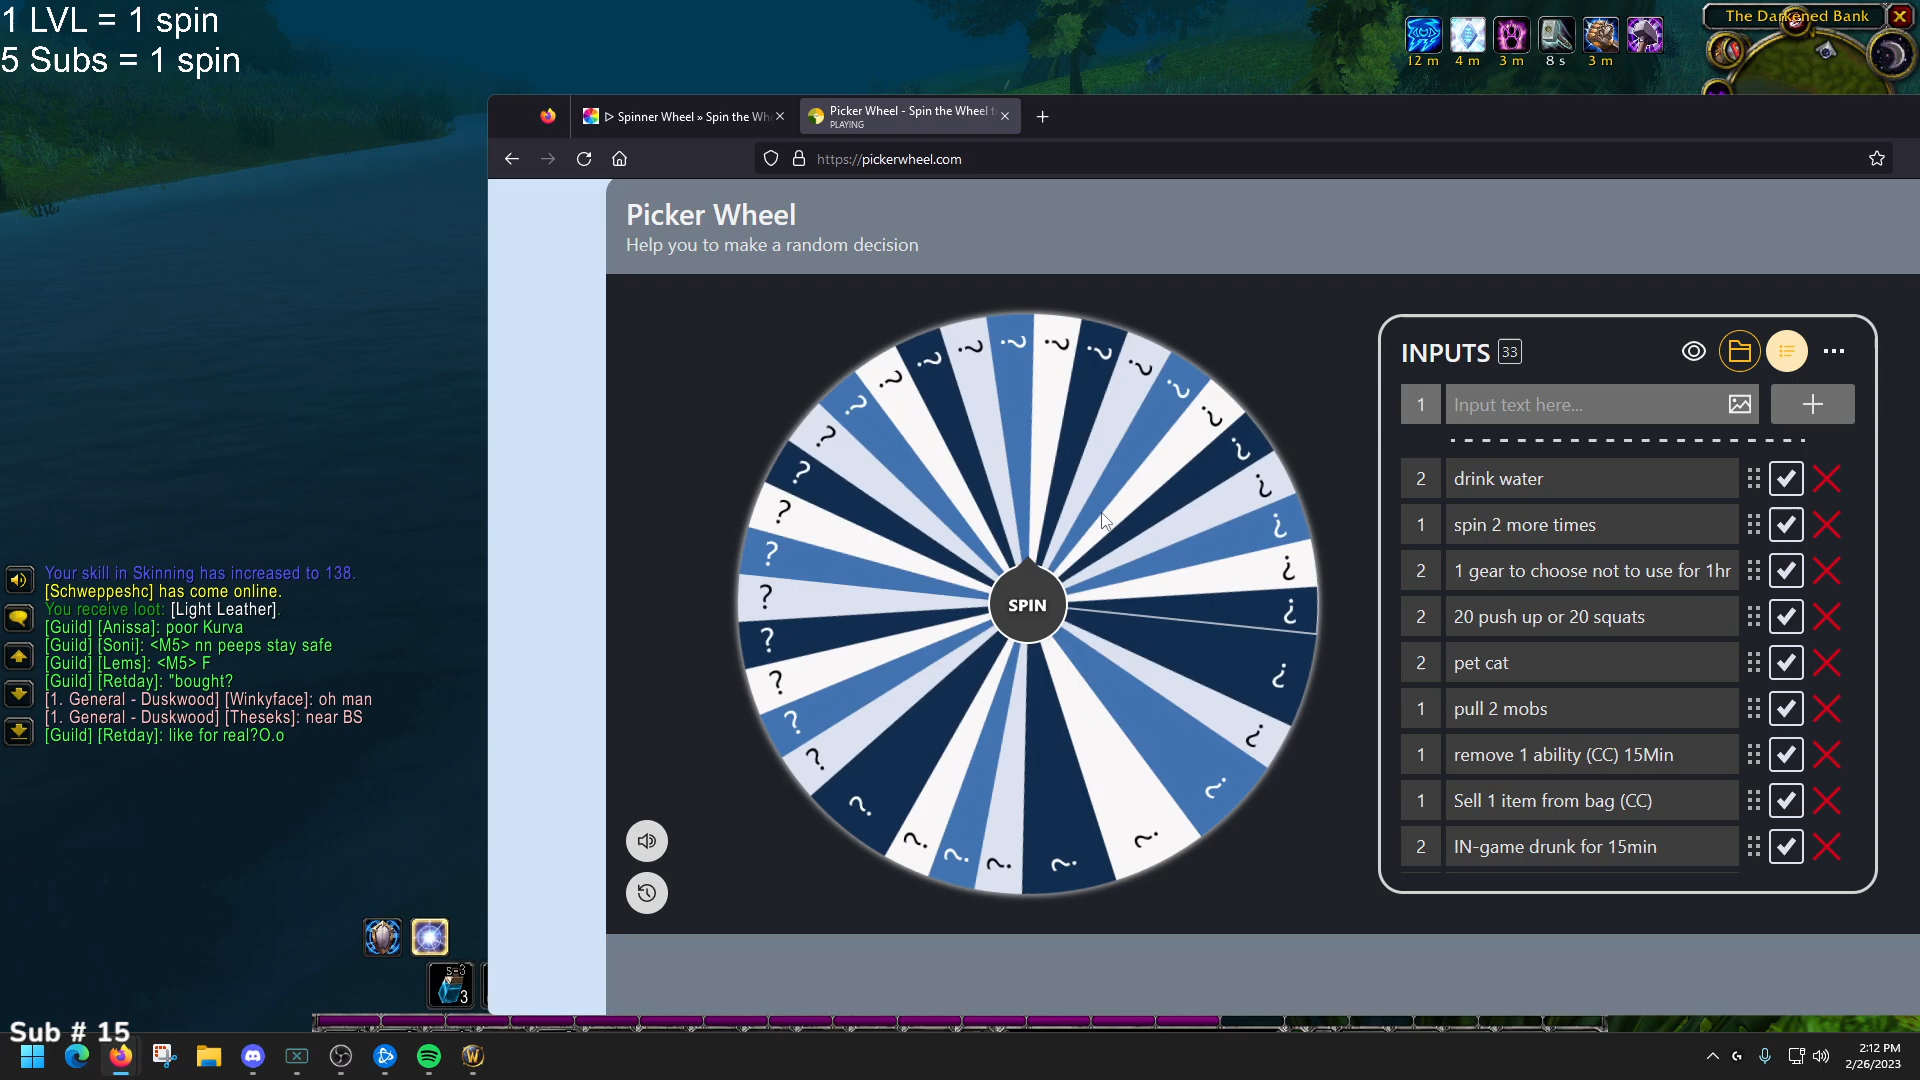 1 LVL = 1 spin
5 Subs = 1 spin
12 m
4 m
3 m
8 s
3 m
The Darkened Bank
Spinner Wheel » Spin the Wh
Picker Wheel - Spin the Wheel t
PLAYING
https://pickerwheel.com
Picker Wheel
Help you to make a random decision
? ? ? ? ? ? ? ? ? ? ? ? ? ? ? ? ? ? ? ? ? ? ? ? ? ? ? ? ? ? ? ? ?
SPIN
INPUTS 33
1 Input text here...
2 drink water
1 spin 2 more times
2 1 gear to choose not to use for 1hr
2 20 push up or 20 squats
2 pet cat
1 pull 2 mobs
1 remove 1 ability (CC) 15Min
1 Sell 1 item from bag (CC)
2 IN-game drunk for 15min
Your skill in Skinning has increased to 138.
[Schweppeshc] has come online.
You receive loot: [Light Leather].
[Guild] [Anissa]: poor Kurva
[Guild] [Soni]: <M5> nn peeps stay safe
[Guild] [Lems]: <M5> F
[Guild] [Retday]: "bought?
[1. General - Duskwood] [Winkyface]: oh man
[1. General - Duskwood] [Theseks]: near BS
[Guild] [Retday]: like for real?O.o
s-3
3
Sub # 15
2:12 PM
2/26/2023